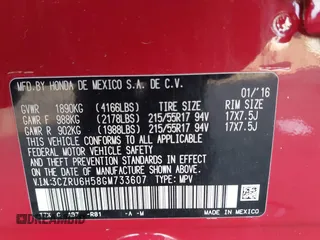 MFD.BY HONDA DE MEXICO S.A. DE C.V.
01/'16
GVWR 1890KG (4166LBS) RIM SIZE
GAWR F 988KG (2178LBS) 215/55R17 94V 17X7.5J
GAWR R 902KG (1988LBS) 215/55R17 94V 17X7.5J
THIS VEHICLE CONFORMS TO ALL APPLICABLE
FEDERAL MOTOR VEHICLE SAFETY AND
THEFT PREVENTION STANDARDS IN EFFECT ON
THE DATE OF MANUFACTURE SHOWN ABOVE.
V.I.N:3CZRU6H58GM733607 TYPE: MPV
-R81 -A -M